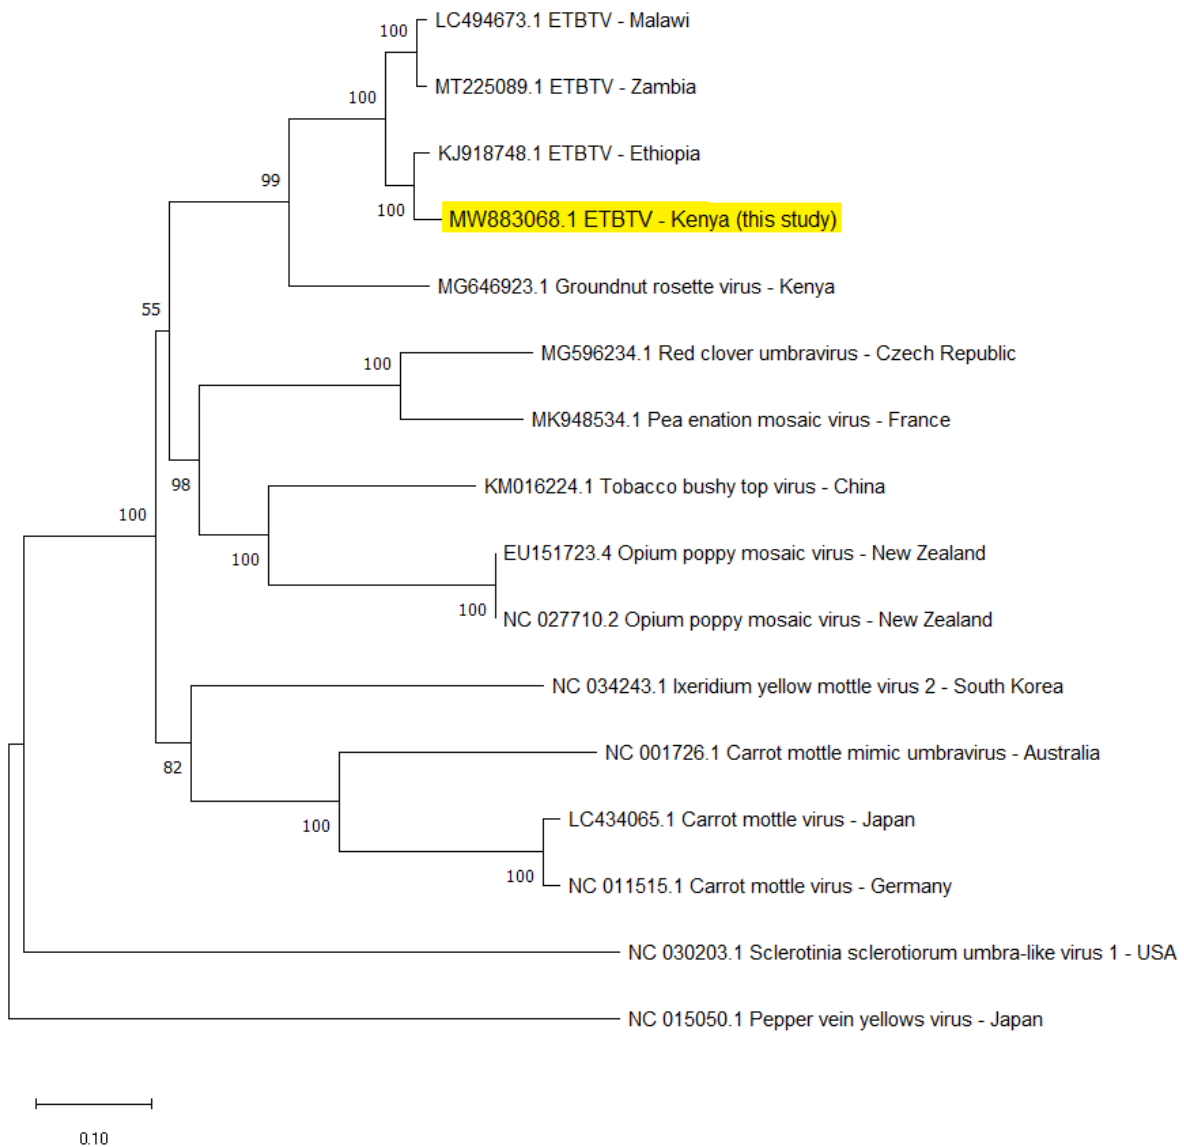 LC494673.1 ETBTV - Malawi
100
MT225089.1 ETBTV - Zambia
100
KJ918748.1 ETBTV - Ethiopia
99
100
MW883068.1 ETBTV - Kenya (this study)
MG646923.1 Groundnut rosette virus - Kenya
55
MG596234.1 Red clover umbravirus - Czech Republic
100
MK948534.1 Pea enation mosaic virus - France
98
KM016224.1 Tobacco bushy top virus - China
100
EU151723.4 Opium poppy mosaic virus - New Zealand
100
100
NC 027710.2 Opium poppy mosaic virus - New Zealand
NC 034243.1 Ixeridium yellow mottle virus 2 - South Korea
NC 001726.1 Carrot mottle mimic umbravirus - Australia
82
LC434065.1 Carrot mottle virus - Japan
100
100
NC 011515.1 Carrot mottle virus - Germany
NC 030203.1 Sclerotinia sclerotiorum umbra-like virus 1 - USA
NC 015050.1 Pepper vein yellows virus - Japan
0.10